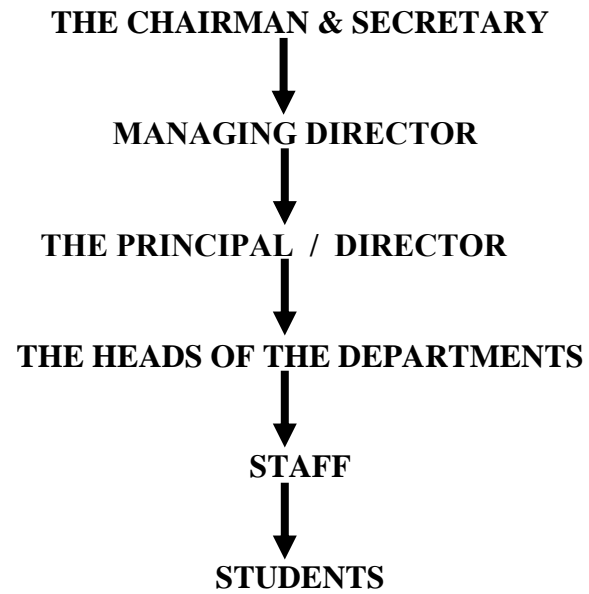 THE CHAIRMAN & SECRETARY
MANAGING DIRECTOR
THE PRINCIPAL / DIRECTOR
THE HEADS OF THE DEPARTMENTS
STAFF
STUDENTS